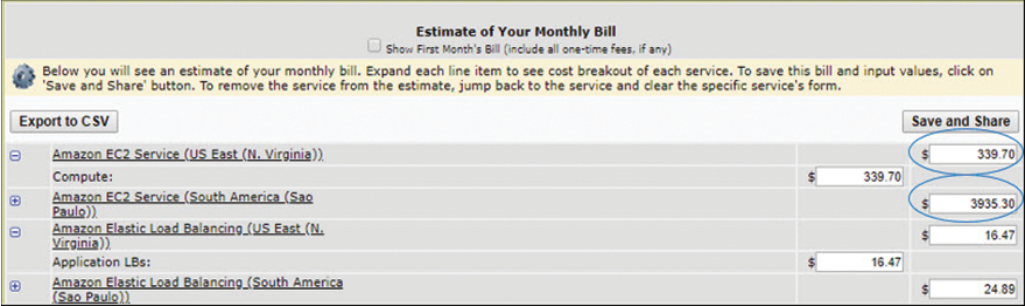 Estimate of Your Monthly Bill
Show First Month's Bill (include all one-time fees, if any)
Below you will see an estimate of your monthly bill. Expand each line item to see cost breakout of each service. To save this bill and input values, click on
'Save and Share' button. To remove the service from the estimate, jump back to the service and clear the specific service's form.
Export to CSV Save and Share
Amazon EC2 Service (US East (N. Virginia)) $ 339.70
Compute: $ 339.70
Amazon EC2 Service (South America (Sao
Paulo)) $ 3935.30
Amazon Elastic Load Balancing (US East (N.
Virginia)) $ 16.47
Application LBs: $ 16.47
Amazon Elastic Load Balancing (South America
(Sao Paulo)) $ 24.89